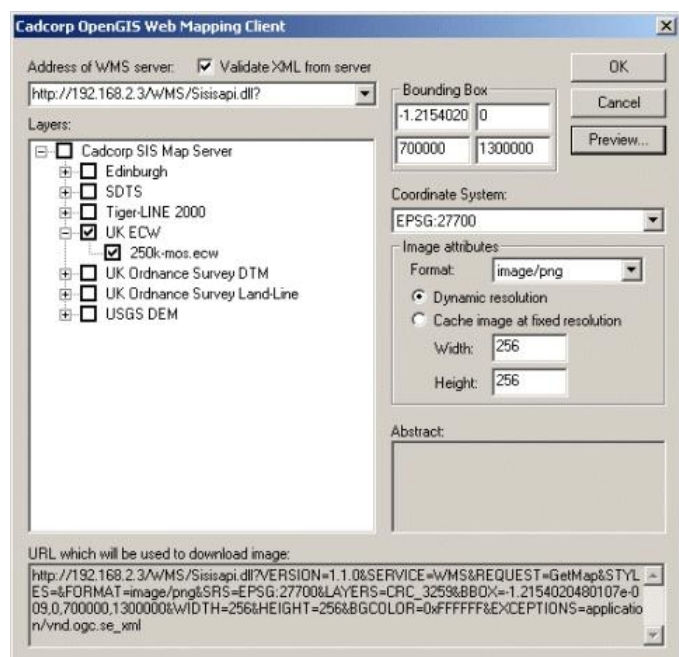 Cadcorp OpenGIS Web Mapping Client
Address of WMS server:
Validate XML from server
http://192.168.2.3/WMS/Sisisapi.dll?
Layers:
Cadcorp SIS Map Server
Edinburgh
SDTS
Tiger-LINE 2000
UK ECW
250k-mos.ecw
UK Ordnance Survey DTM
UK Ordnance Survey Land-Line
USGS DEM
Bounding Box
-1.2154020 0
700000 1300000
OK
Cancel
Preview...
Coordinate System:
EPSG:27700
Image attributes
Format: image/png
Dynamic resolution
Cache image at fixed resolution
Width: 256
Height: 256
Abstract:
URL which will be used to download image:
http://192.168.2.3/WMS/Sisisapi.dll?VERSION=1.1.0&SERVICE=WMS&REQUEST=GetMap&STYL
ES=&FORMAT=image/png&SRS=EPSG:27700&LAYERS=CRC_3259&BBOX=-1.2154020480107e-0
09,0,700000,1300000&WIDTH=256&HEIGHT=256&BGCOLOR=0xFFFFFF&EXCEPTIONS=applicatio
n/vnd.ogc.se_xml